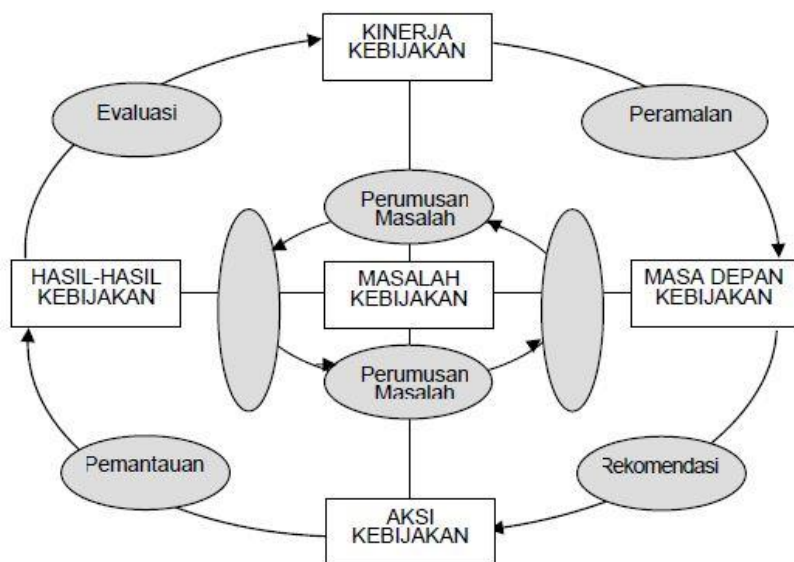 KINERJA
KEBIJAKAN
Evaluasi
Peramalan
Perumusan
Masalah
HASIL-HASIL
KEBIJAKAN
MASALAH
KEBIJAKAN
MASA DEPAN
KEBIJAKAN
Perumusan
Masalah
Pemantauan
Rekomendasi
AKSI
KEBIJAKAN